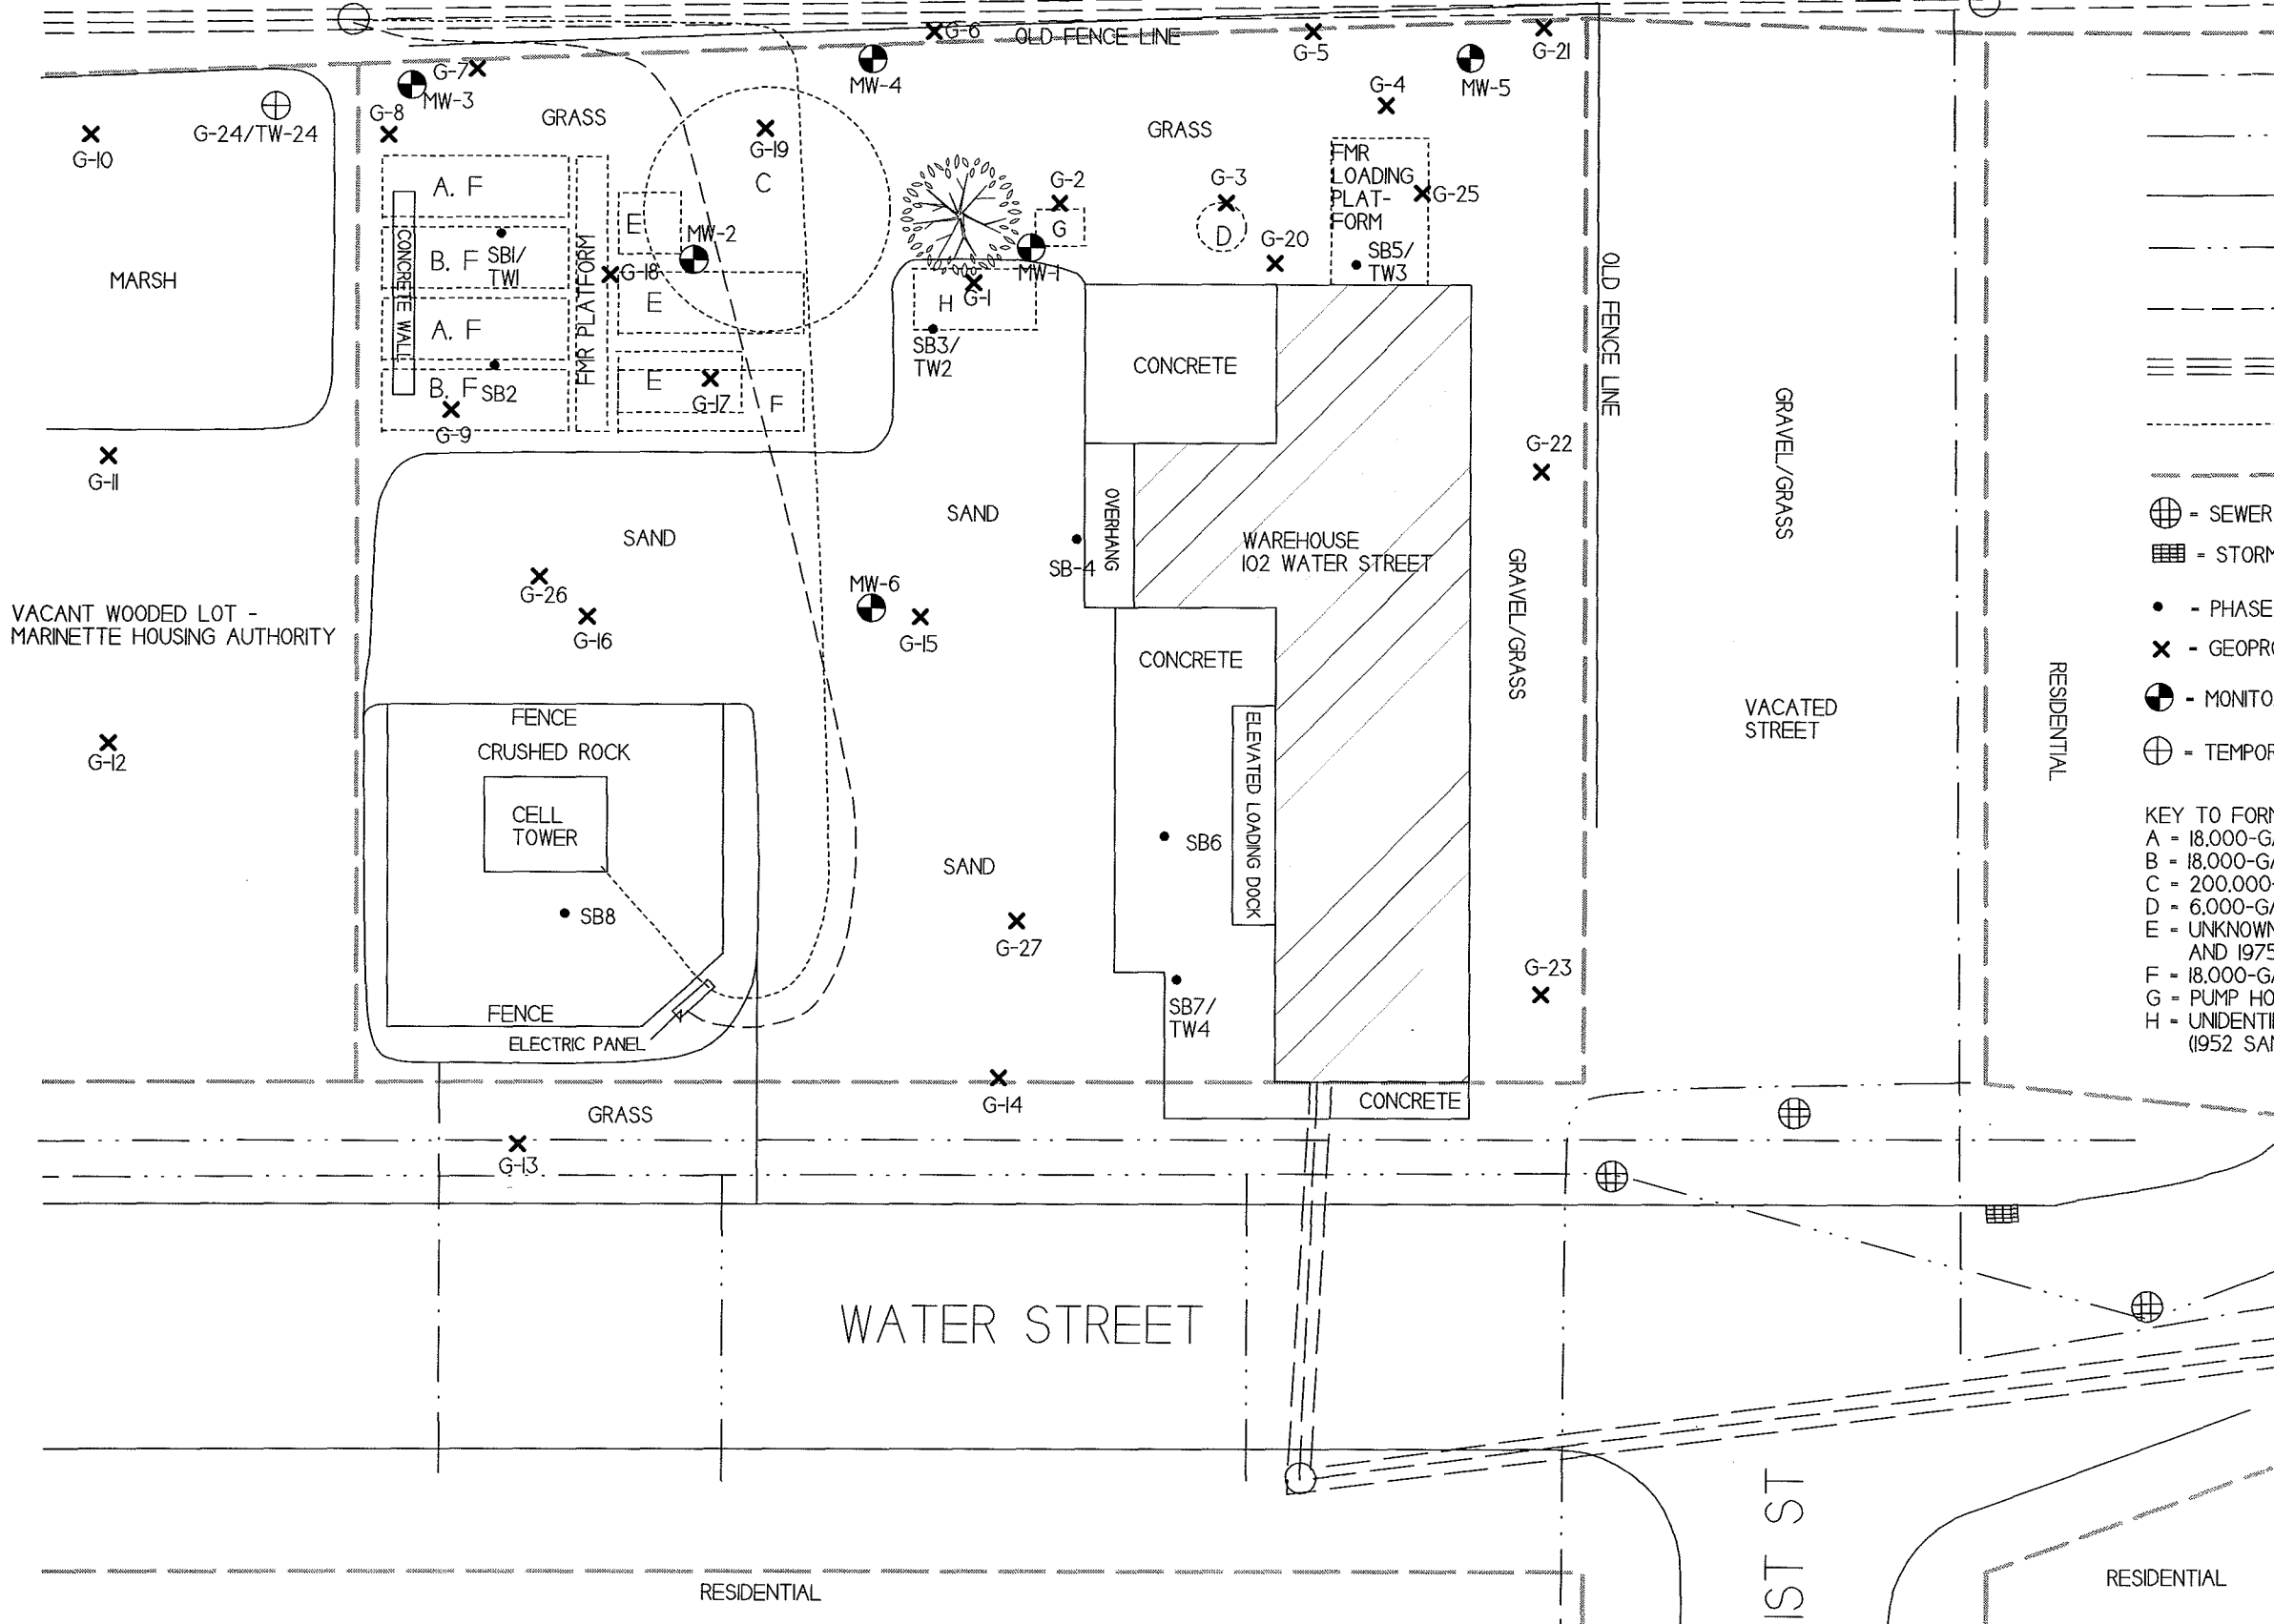 G-6
OLD FENCE LINE
G-5
G-21
G-7
MW-3
MW-4
G-4
MW-5
G-8
GRASS
GRASS
G-10
G-24/TW-24
G-19
C
A, F
E
MW-2
G-2
G
G-3
D
FMR
LOADING
PLAT-
FORM
G-25
G-20
SB5/
TW3
MARSH
CONCRETE WALL
B, F
SB1/
TW1
FMR PLATFORM
G-18
E
H
G-1
MW-1
A, F
SB3/
TW2
B, F
SB2
G-9
E
G-17
F
CONCRETE
OLD FENCE LINE
G-11
G-22
GRAVEL/GRASS
SAND
SAND
OVERHANG
SB-4
WAREHOUSE
102 WATER STREET
G-26
G-16
MW-6
G-15
GRAVEL/GRASS
VACANT WOODED LOT -
MARINETTE HOUSING AUTHORITY
CONCRETE
G-12
FENCE
CRUSHED ROCK
CELL
TOWER
ELEVATED LOADING DOCK
VACATED
STREET
RESIDENTIAL
SB6
SAND
SB8
G-27
G-23
SB7/
TW4
FENCE
ELECTRIC PANEL
G-14
CONCRETE
GRASS
G-13
WATER STREET
1ST ST
RESIDENTIAL
RESIDENTIAL
= SEWER
= STORM
- PHASE
- GEOPRO
- MONITO
= TEMPOR
KEY TO FORM
A = 18,000-GA
B = 18,000-GA
C = 200,000-
D = 6,000-GA
E = UNKNOWN
AND 1975
F = 18,000-GA
G = PUMP HO
H = UNIDENTI
(1952 SAN